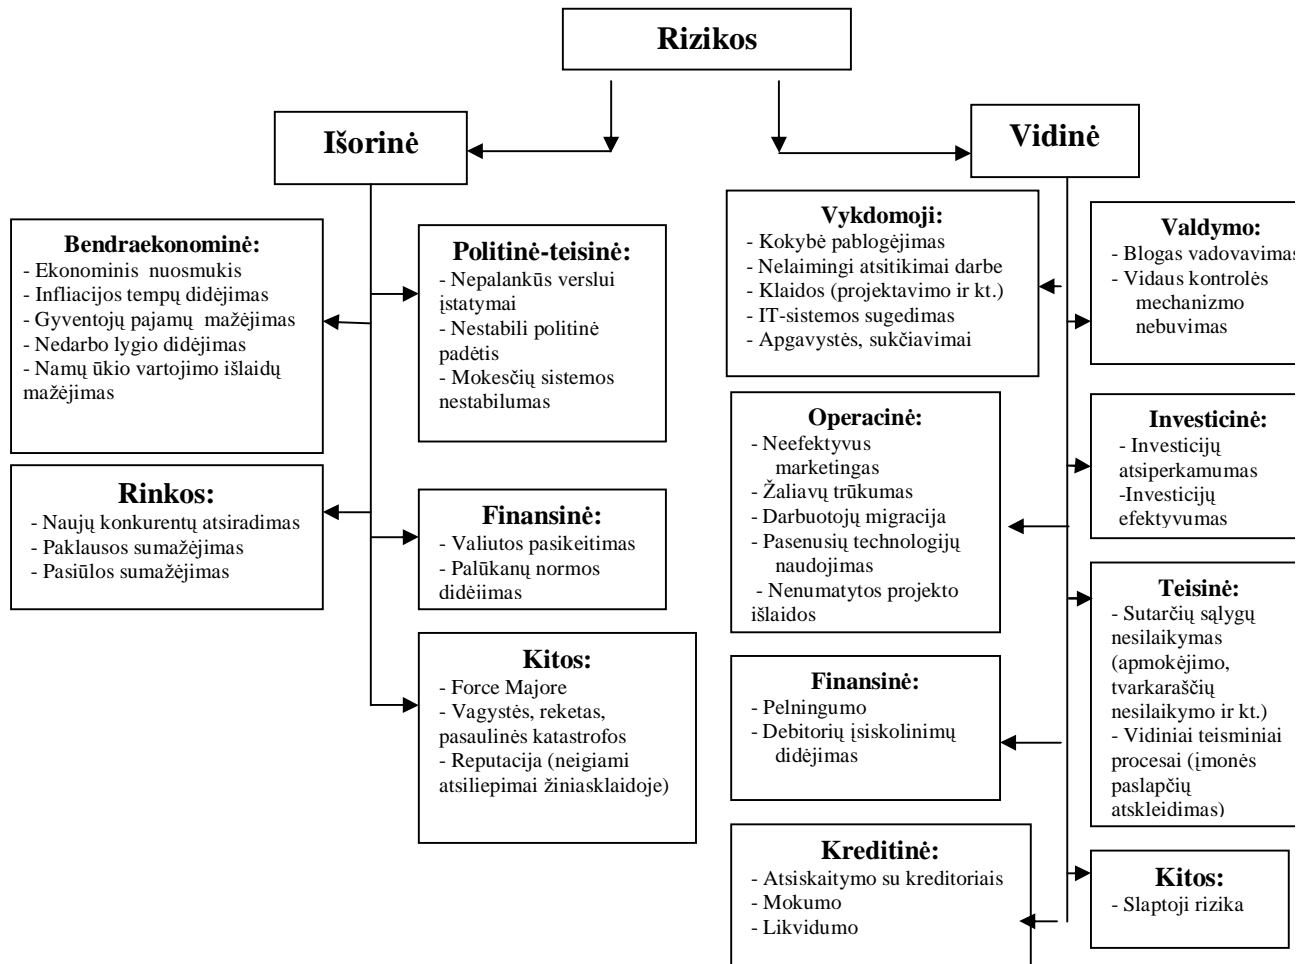 Rizikos
Išorinė
Vidinė
Bendraekonominė:
- Ekonominis nuosmukis
- Infliacijos tempų didėjimas
- Gyventojų pajamų mažėjimas
- Nedarbo lygio didėjimas
- Namų ūkio vartojimo išlaidų
mažėjimas
Politinė-teisinė:
- Nepalankūs verslui
įstatymai
- Nestabili politinė
padėtis
- Mokesčių sistemos
nestabilumas
Rinkos:
- Naujų konkurentų atsiradimas
- Paklausos sumažėjimas
- Pasiūlos sumažėjimas
Finansinė:
- Valiutos pasikeitimas
- Palūkanų normos
didėjimas
Kitos:
- Force Majore
- Vagystės, reketas,
pasaulinės katastrofos
- Reputacija (neigiami
atsiliepimai žiniasklaidoje)
Vykdomoji:
- Kokybė pablogėjimas
- Nelaimingi atsitikimai darbe
- Klaidos (projektavimo ir kt.)
- IT-sistemos sugedimas
- Apgavystės, sukčiavimai
Valdymo:
- Blogas vadovavimas
- Vidaus kontrolės
mechanizmo
nebuvimas
Operacinė:
- Neefektyvus
marketingas
- Žaliavų trūkumas
- Darbuotojų migracija
- Pasenusių technologijų
naudojimas
- Nenumatytos projekto
išlaidos
Investicinė:
- Investicijų
atsiperkamumas
-Investicijų
efektyvumas
Teisinė:
- Sutarčių sąlygų
nesilaikymas
(apmokėjimo,
tvarkaraščių
nesilaikymo ir kt.)
- Vidiniai teisminiai
procesai (įmonės
paslapčių
atskleidimas)
Finansinė:
- Pelningumo
- Debitorių įsiskolinimų
didėjimas
Kreditinė:
- Atsiskaitymo su kreditoriais
- Mokumo
- Likvidumo
Kitos:
- Slaptoji rizika